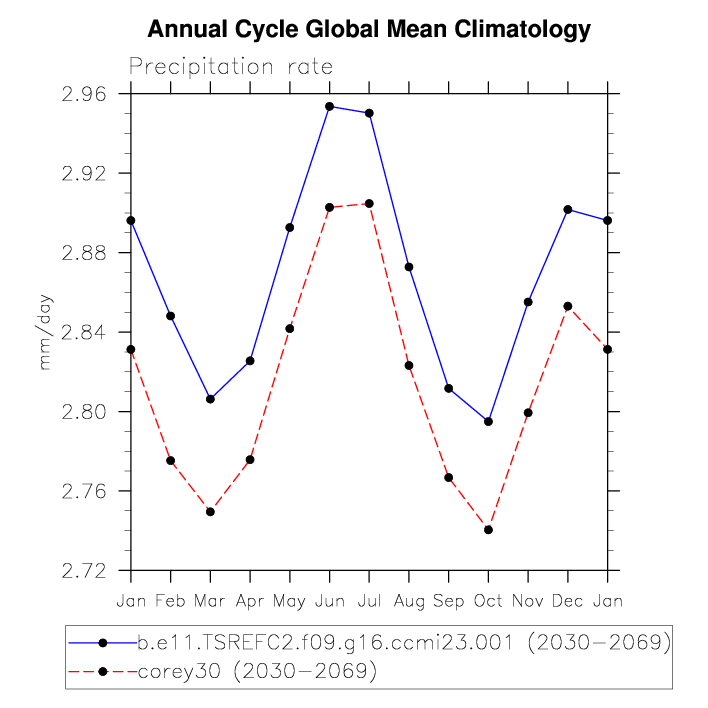 Annual Cycle Global Mean Climatology
Precipitation rate
2.96
2.92
2.88
2.84
2.80
2.76
2.72
mm/day
Jan Feb Mar Apr May Jun Jul Aug Sep Oct Nov Dec Jan
b.e11.TSREFC2.f09.g16.ccmi23.001 (2030-2069)
corey30 (2030-2069)